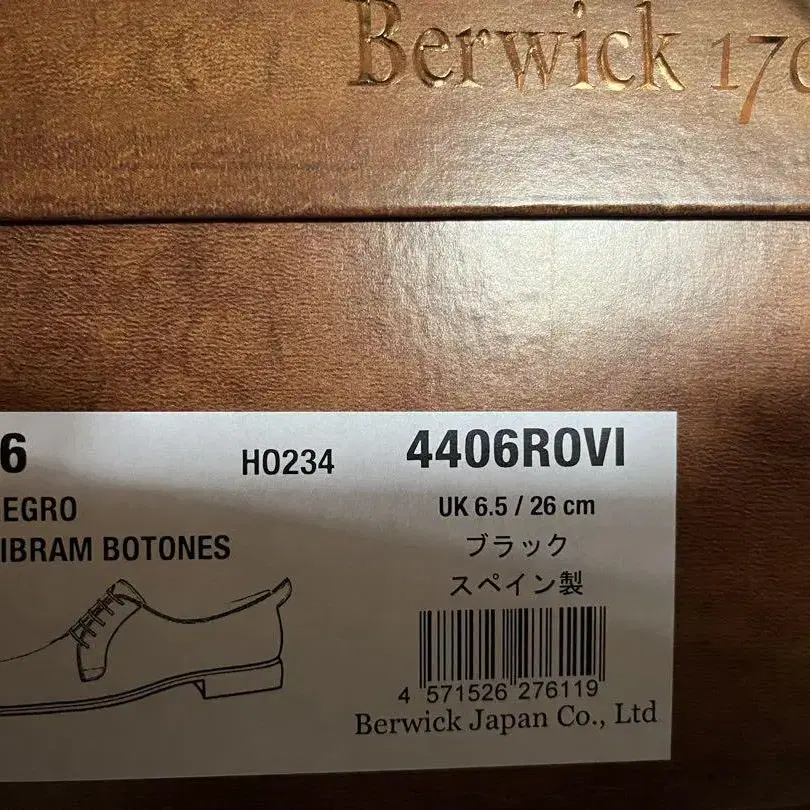 Berwick 170
6
HO234
4406ROVI
EGRO
UK 6.5 / 26 cm
IBRAM BOTONES
ブラック
スペイン製
4 571526 276119
Berwick Japan Co., Ltd